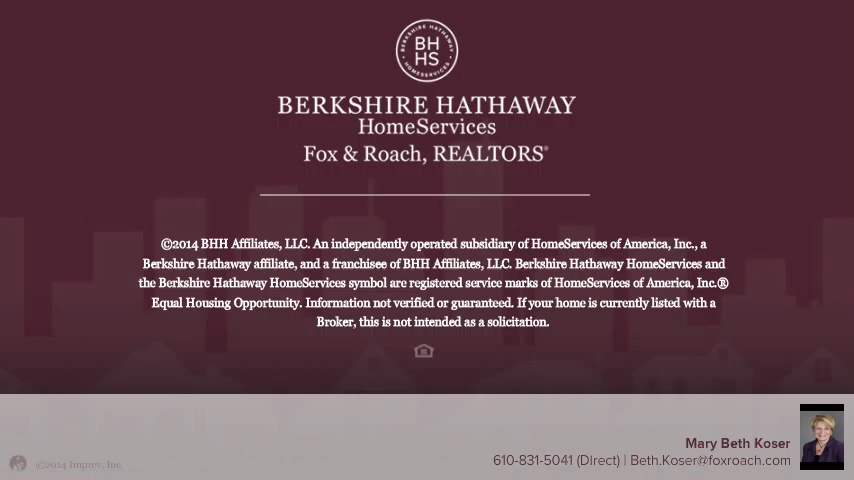 BERKSHIRE HATHAWAY
HOMESERVICES
BH
HS
BERKSHIRE HATHAWAY
HomeServices
Fox & Roach, REALTORS®
©2014 BHH Affiliates, LLC. An independently operated subsidiary of HomeServices of America, Inc., a
Berkshire Hathaway affiliate, and a franchisee of BHH Affiliates, LLC. Berkshire Hathaway HomeServices and
the Berkshire Hathaway HomeServices symbol are registered service marks of HomeServices of America, Inc.®
Equal Housing Opportunity. Information not verified or guaranteed. If your home is currently listed with a
Broker, this is not intended as a solicitation.
Mary Beth Koser
610-831-5041 (Direct) | Beth.Koser@foxroach.com
©2014 Imprev, Inc.